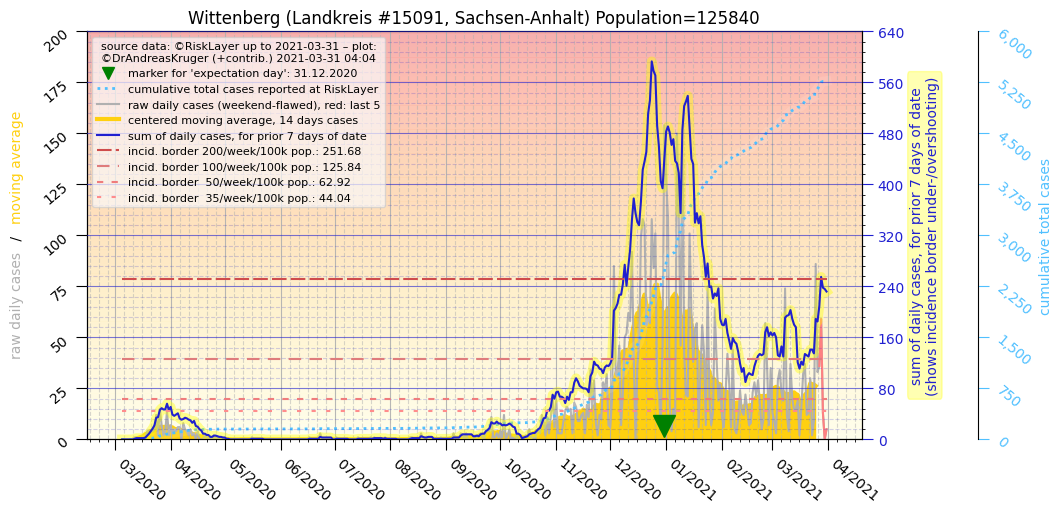 Wittenberg (Landkreis #15091, Sachsen-Anhalt) Population=125840
source data: ©RiskLayer up to 2021-03-31 – plot:
©DrAndreasKruger (+contrib.) 2021-03-31 04:04
marker for 'expectation day': 31.12.2020
cumulative total cases reported at RiskLayer
raw daily cases (weekend-flawed), red: last 5
centered moving average, 14 days cases
sum of daily cases, for prior 7 days of date
incid. border 200/week/100k pop.: 251.68
incid. border 100/week/100k pop.: 125.84
incid. border  50/week/100k pop.: 62.92
incid. border  35/week/100k pop.: 44.04
raw daily cases / moving average
200
175
150
125
100
75
50
25
0
03/2020
04/2020
05/2020
06/2020
07/2020
08/2020
09/2020
10/2020
11/2020
12/2020
01/2021
02/2021
03/2021
04/2021
640
560
480
400
320
240
160
80
0
sum of daily cases, for prior 7 days of date
(shows incidence border under-/overshooting)
6,000
5,250
4,500
3,750
3,000
2,250
1,500
750
0
cumulative total cases